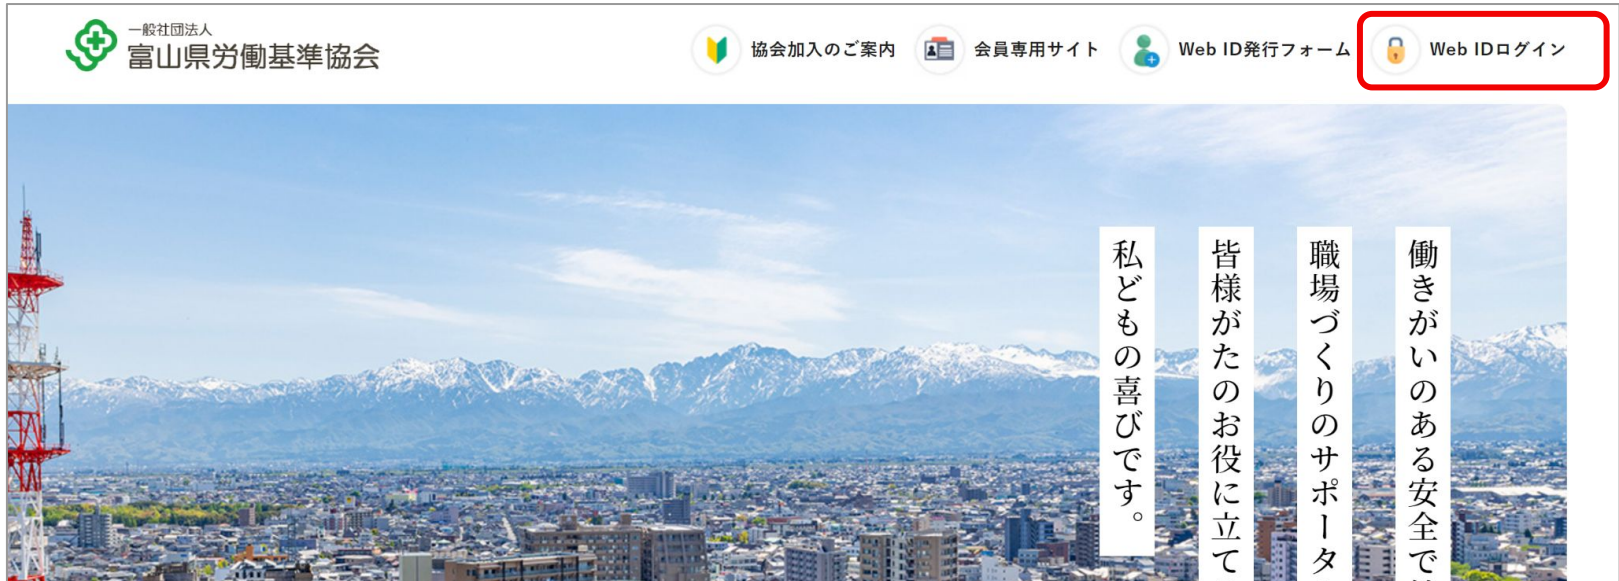 一般社団法人
富山県労働基準協会
協会加入のご案内
会員専用サイト
Web ID発行フォーム
Web IDログイン
働きがいのある安全で
職場づくりのサポータ
皆様がたのお役に立て
私どもの喜びです。